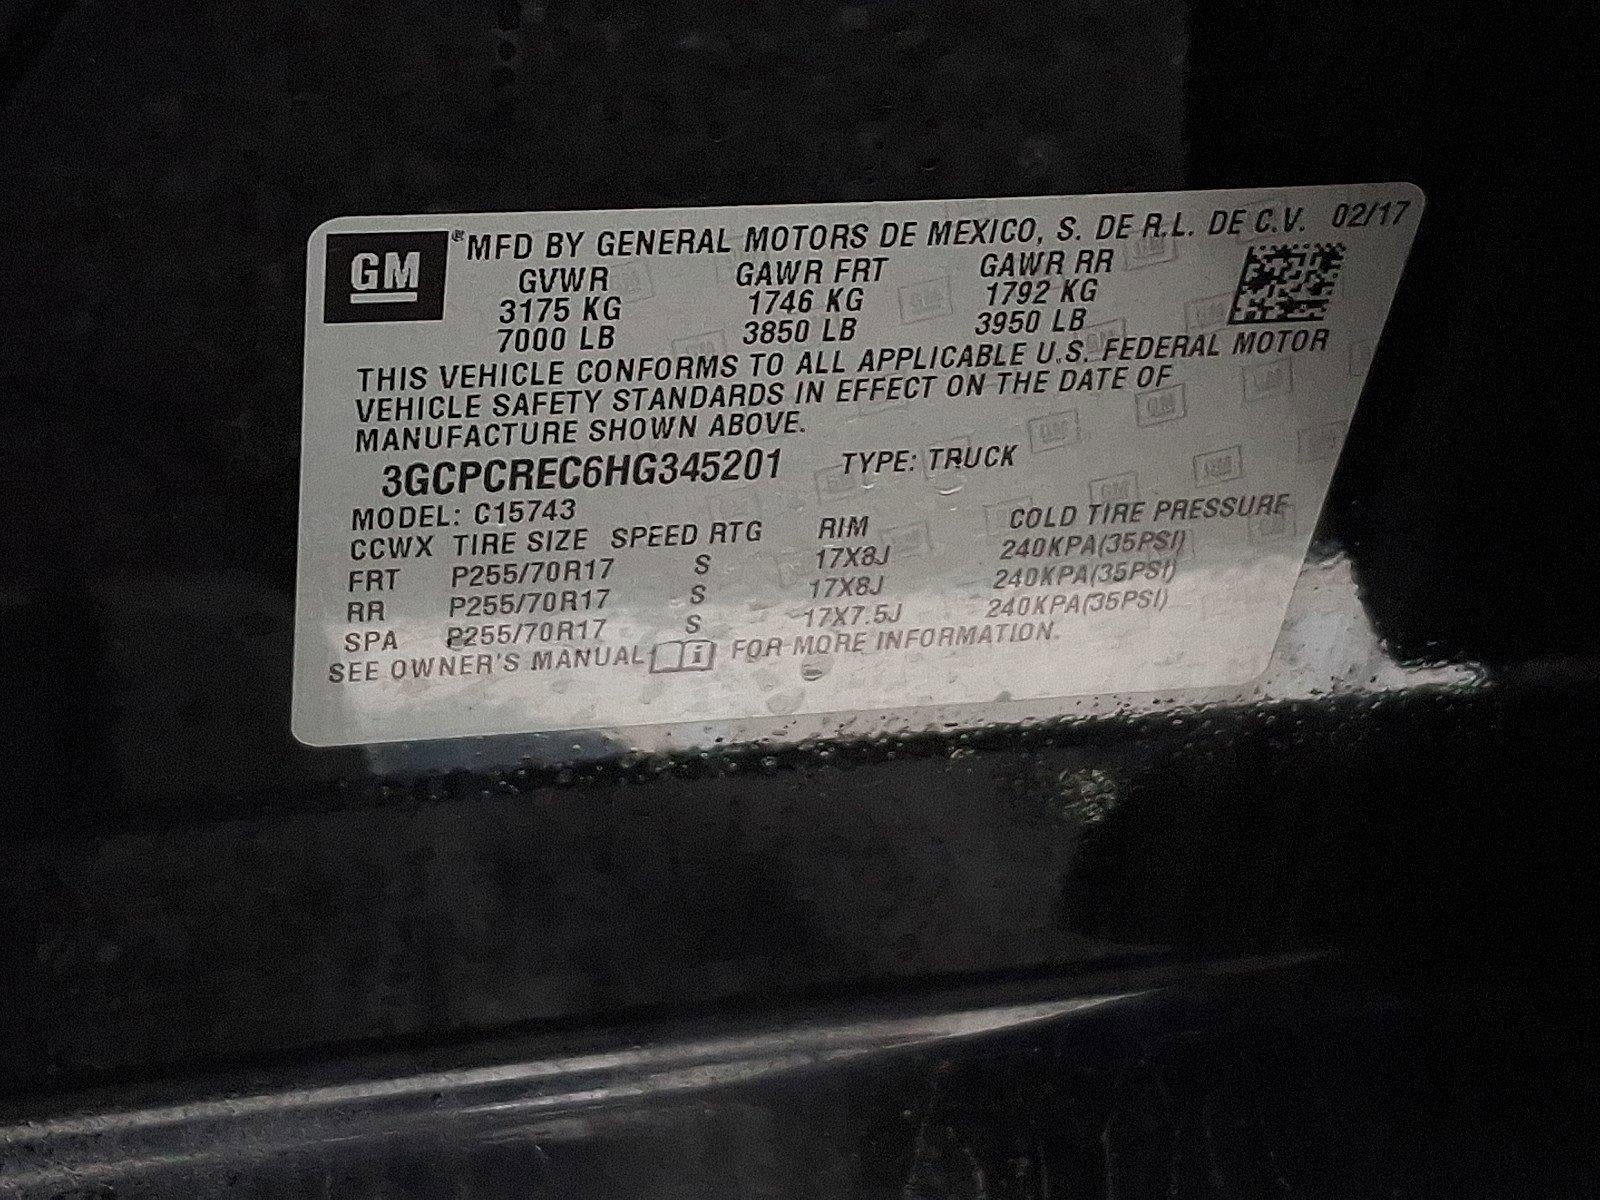 GM ® MFD BY GENERAL MOTORS DE MEXICO, S. DE R.L. DE C.V. 02/17
GVWR GAWR FRT GAWR RR
3175 KG 1746 KG 1792 KG
7000 LB 3850 LB 3950 LB
THIS VEHICLE CONFORMS TO ALL APPLICABLE U.S. FEDERAL MOTOR
VEHICLE SAFETY STANDARDS IN EFFECT ON THE DATE OF
MANUFACTURE SHOWN ABOVE.
3GCPCREC6HG345201 TYPE: TRUCK
MODEL: C15743
CCWX TIRE SIZE SPEED RTG RIM COLD TIRE PRESSURE
FRT P255/70R17 S 17X8J 240KPA(35PSI)
RR P255/70R17 S 17X8J 240KPA(35PSI)
SPA P255/70R17 S 17X7.5J 240KPA(35PSI)
SEE OWNER'S MANUAL i FOR MORE INFORMATION.